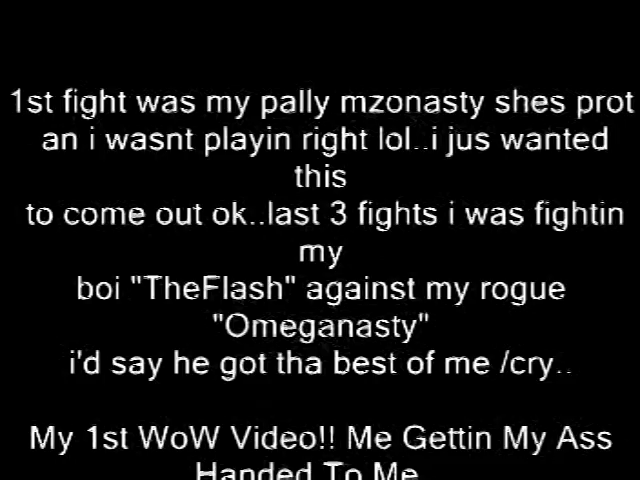 1st fight was my pally mzonasty shes prot
an i wasnt playin right lol..i jus wanted
this
to come out ok..last 3 fights i was fightin
my
boi "TheFlash" against my rogue
"Omeganasty"
i'd say he got tha best of me /cry..
My 1st WoW Video!! Me Gettin My Ass
Handed To Me